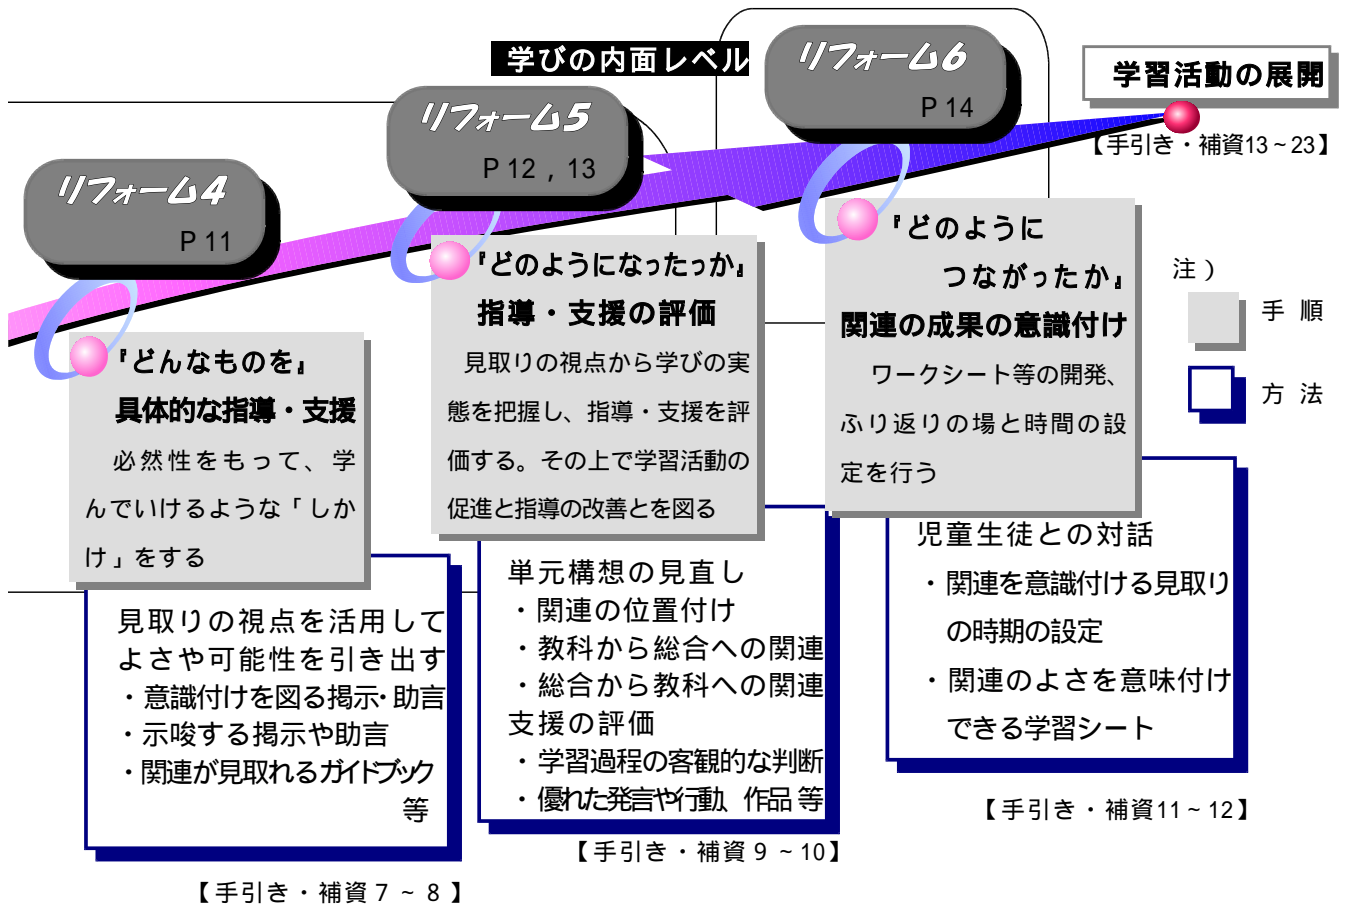 学びの内面レベル
リフォーム4
P 11
リフォーム5
P 12 , 13
リフォーム6
P 14
学習活動の展開
【手引き・補資13～23】
『どんなものを』
具体的な指導・支援
必然性をもって、学
んでいけるような「しか
け」をする
見取りの視点を活用して
よさや可能性を引き出す
・意識付けを図る掲示・助言
・示唆する掲示や助言
・関連が見取れるガイドブック
等
【手引き・補資７～８】
『どのようになったっか』
指導・支援の評価
見取りの視点から学びの実
態を把握し、指導・支援を評
価する。その上で学習活動の
促進と指導の改善とを図る
単元構想の見直し
・関連の位置付け
・教科から総合への関連
・総合から教科への関連
支援の評価
・学習過程の客観的な判断
・優れた発言や行動、作品 等
【手引き・補資９～10】
『どのように
つながったか』
関連の成果の意識付け
ワークシート等の開発、
ふり返りの場と時間の設
定を行う
児童生徒との対話
・関連を意識付ける見取り
の時期の設定
・関連のよさを意味付け
できる学習シート
【手引き・補資11～12】
注）
手 順
方 法